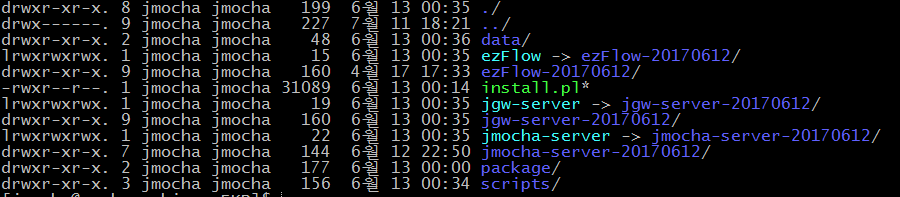 drwxr-xr-x. 8 jmocha jmocha   199  6월 13 00:35 ./
drwx------. 9 jmocha jmocha   227  7월 11 18:21 ../
drwxr-xr-x. 2 jmocha jmocha    48  6월 13 00:36 data/
lrwxrwxrwx. 1 jmocha jmocha    15  6월 13 00:35 ezFlow -> ezFlow-20170612/
drwxr-xr-x. 9 jmocha jmocha   160  4월 17 17:33 ezFlow-20170612/
-rwxr--r--. 1 jmocha jmocha 31089  6월 13 00:14 install.pl*
lrwxrwxrwx. 1 jmocha jmocha    19  6월 13 00:35 jgw-server -> jgw-server-20170612/
drwxr-xr-x. 9 jmocha jmocha   160  6월 13 00:35 jgw-server-20170612/
lrwxrwxrwx. 1 jmocha jmocha    22  6월 13 00:35 jmocha-server -> jmocha-server-20170612/
drwxr-xr-x. 7 jmocha jmocha   144  6월 12 22:50 jmocha-server-20170612/
drwxr-xr-x. 2 jmocha jmocha   177  6월 13 00:00 package/
drwxr-xr-x. 3 jmocha jmocha   156  6월 13 00:34 scripts/